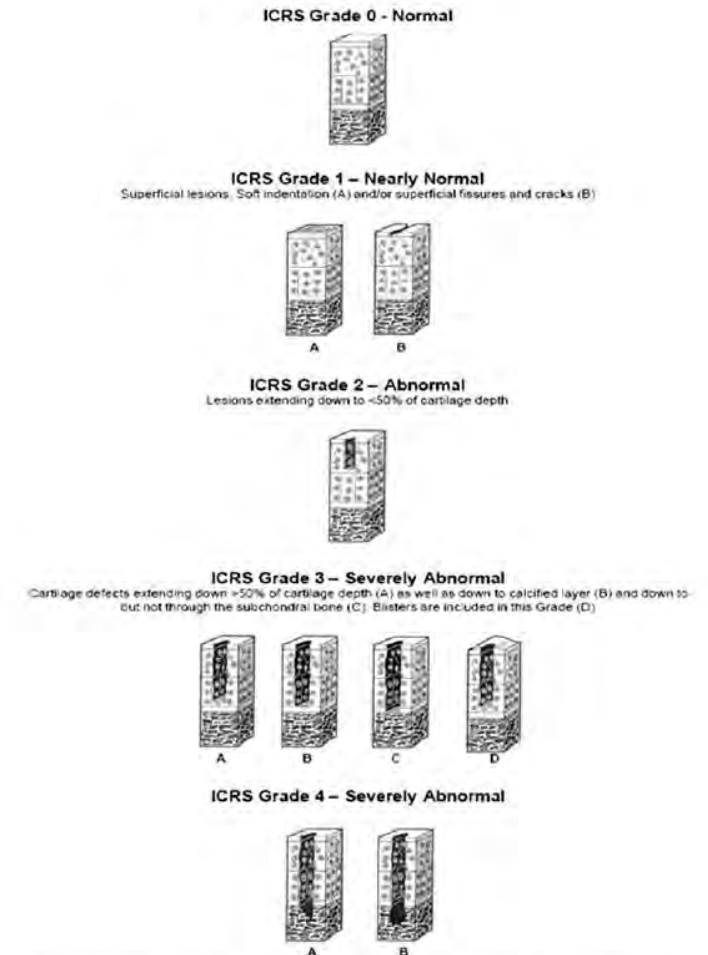 ICRS Grade 0 - Normal
ICRS Grade 1 – Nearly Normal
Superficial lesions. Soft indentation (A) and/or superficial fissures and cracks (B)
A B
ICRS Grade 2 – Abnormal
Lesions extending down to <50% of cartilage depth
ICRS Grade 3 – Severely Abnormal
Cartilage defects extending down >50% of cartilage depth (A) as well as down to calcified layer (B) and down to
but not through the subchondral bone (C). Blisters are included in this Grade (D)
A B C D
ICRS Grade 4 – Severely Abnormal
A B